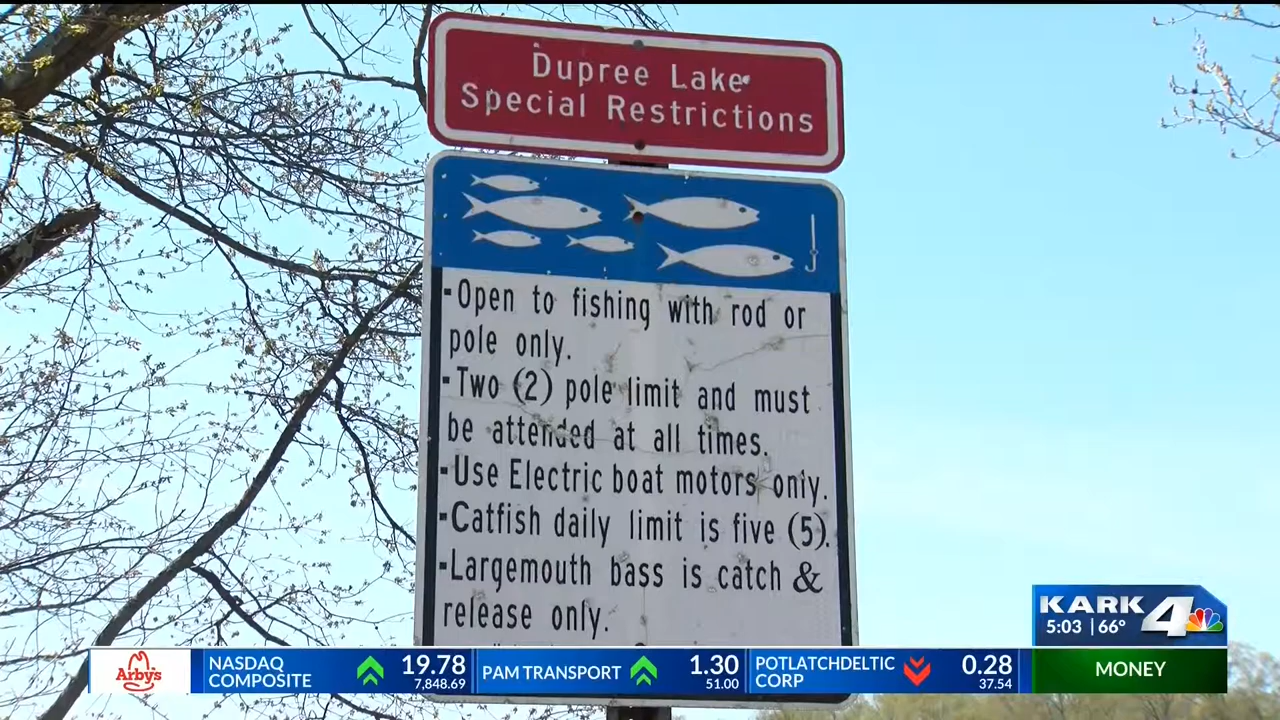 Dupree Lake
Special Restrictions
-Open to fishing with rod or
pole only.
-Two (2) pole limit and must
be attended at all times.
-Use Electric boat motors only.
-Catfish daily limit is five (5).
-Largemouth bass is catch &
release only.
KARK 4
5:03 | 66°
Arby's
NASDAQ
COMPOSITE
19.78
7,848.69
PAM TRANSPORT
1.30
51.00
POTLATCHDELTIC
CORP
0.28
37.54
MONEY